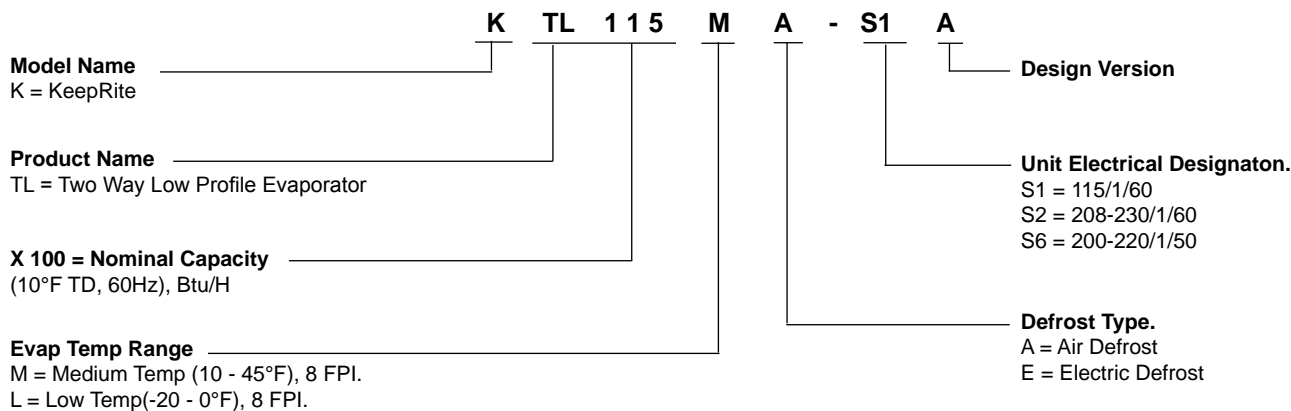 K TL 1 1 5 M A - S1 A
Model Name
K = KeepRite
Product Name
TL = Two Way Low Profile Evaporator
X 100 = Nominal Capacity
(10°F TD, 60Hz), Btu/H
Evap Temp Range
M = Medium Temp (10 - 45°F), 8 FPI.
L = Low Temp(-20 - 0°F), 8 FPI.
Design Version
Unit Electrical Designaton.
S1 = 115/1/60
S2 = 208-230/1/60
S6 = 200-220/1/50
Defrost Type.
A = Air Defrost
E = Electric Defrost